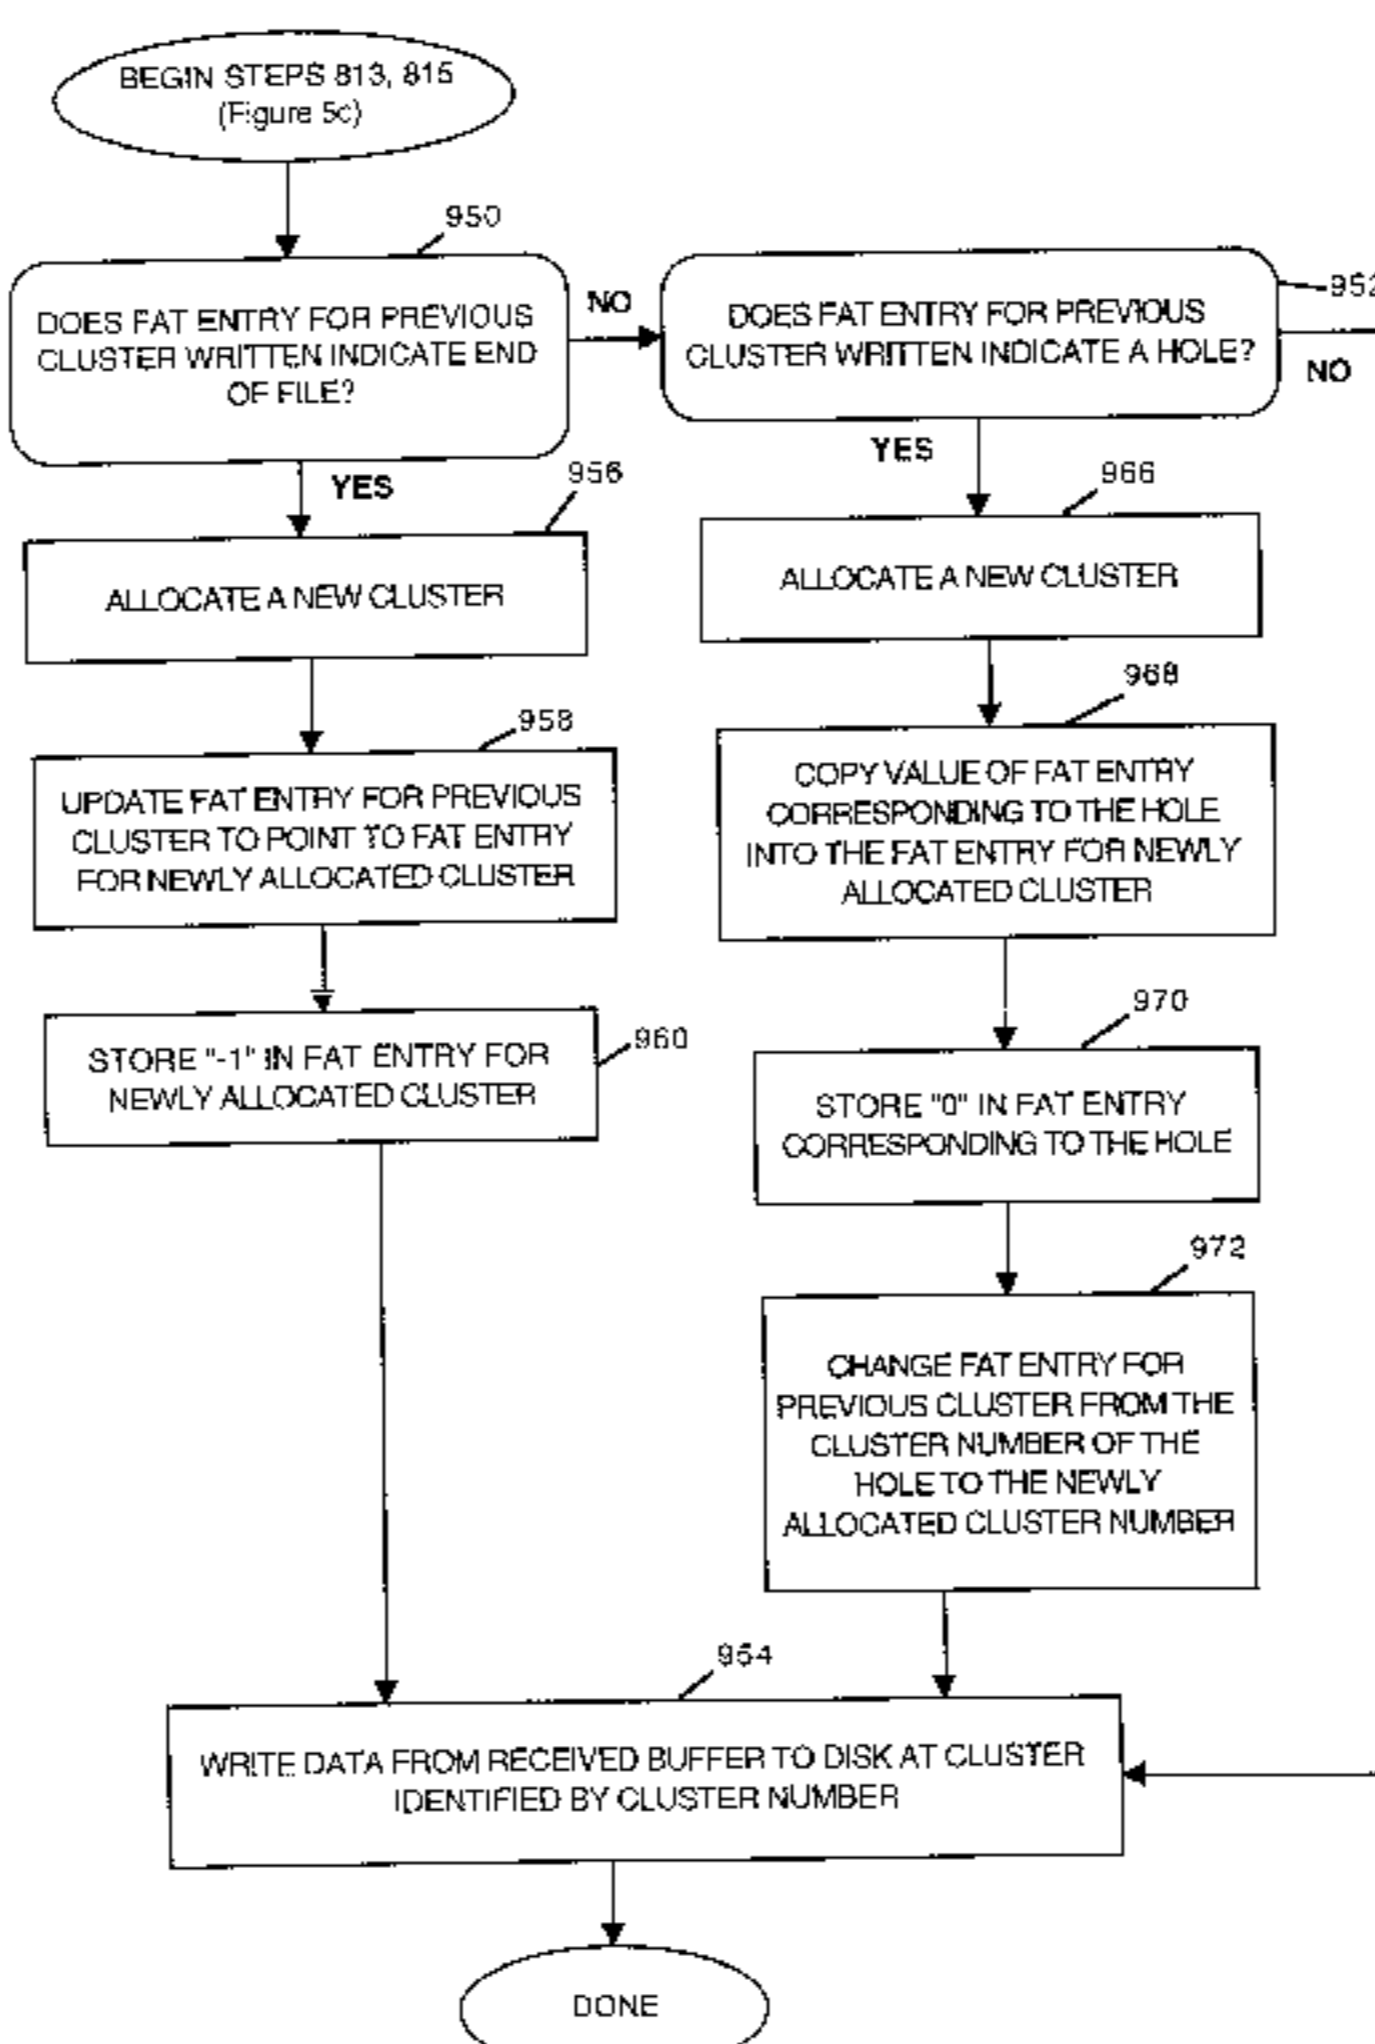 BEGIN STEPS 813, 815
(Figure 5c)
950
DOES FAT ENTRY FOR PREVIOUS
CLUSTER WRITTEN INDICATE END
OF FILE?
NO
952
DOES FAT ENTRY FOR PREVIOUS
CLUSTER WRITTEN INDICATE A HOLE?
NO
YES
956
ALLOCATE A NEW CLUSTER
YES
966
ALLOCATE A NEW CLUSTER
958
UPDATE FAT ENTRY FOR PREVIOUS
CLUSTER TO POINT TO FAT ENTRY
FOR NEWLY ALLOCATED CLUSTER
968
COPY VALUE OF FAT ENTRY
CORRESPONDING TO THE HOLE
INTO THE FAT ENTRY FOR NEWLY
ALLOCATED CLUSTER
960
STORE "-1" IN FAT ENTRY FOR
NEWLY ALLOCATED CLUSTER
970
STORE "0" IN FAT ENTRY
CORRESPONDING TO THE HOLE
972
CHANGE FAT ENTRY FOR
PREVIOUS CLUSTER FROM THE
CLUSTER NUMBER OF THE
HOLE TO THE NEWLY
ALLOCATED CLUSTER NUMBER
954
WRITE DATA FROM RECEIVED BUFFER TO DISK AT CLUSTER
IDENTIFIED BY CLUSTER NUMBER
DONE